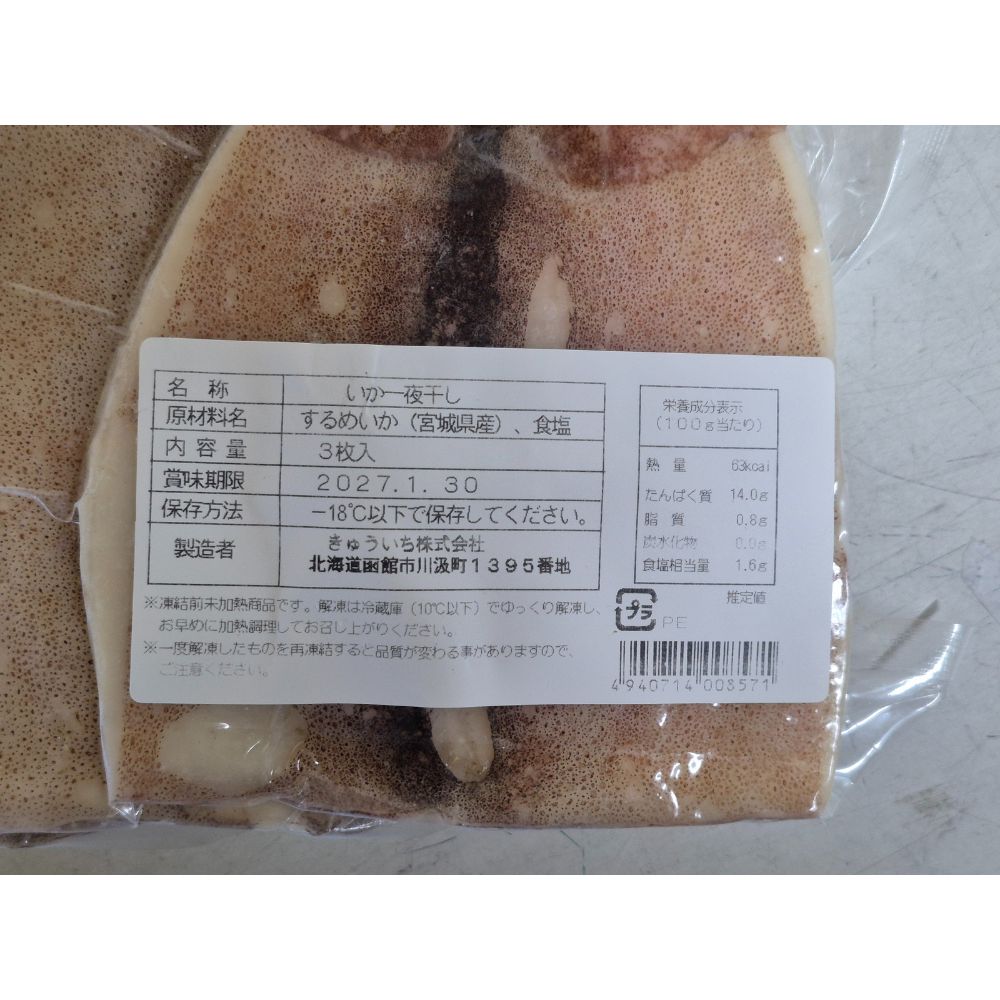 名称 いか一夜干し
原材料名 するめいか（宮城県産）、食塩
内容量 3枚入
賞味期限 2027.1.30
保存方法 －18℃以下で保存してください。
製造者 きゅういち株式会社
北海道函館市川汲町1395番地
※凍結前未加熱商品です。解凍は冷蔵庫（10℃以下）でゆっくり解凍し、
お早めに加熱調理してお召し上がりください。
※一度解凍したものを再凍結すると品質が変わる事がありますので、
ご注意ください。
栄養成分表示
（100g当たり）
熱量 63kcal
たんぱく質 14.0g
脂質 0.8g
炭水化物 0.0g
食塩相当量 1.6g
推定値
プラ PE
4940714008571